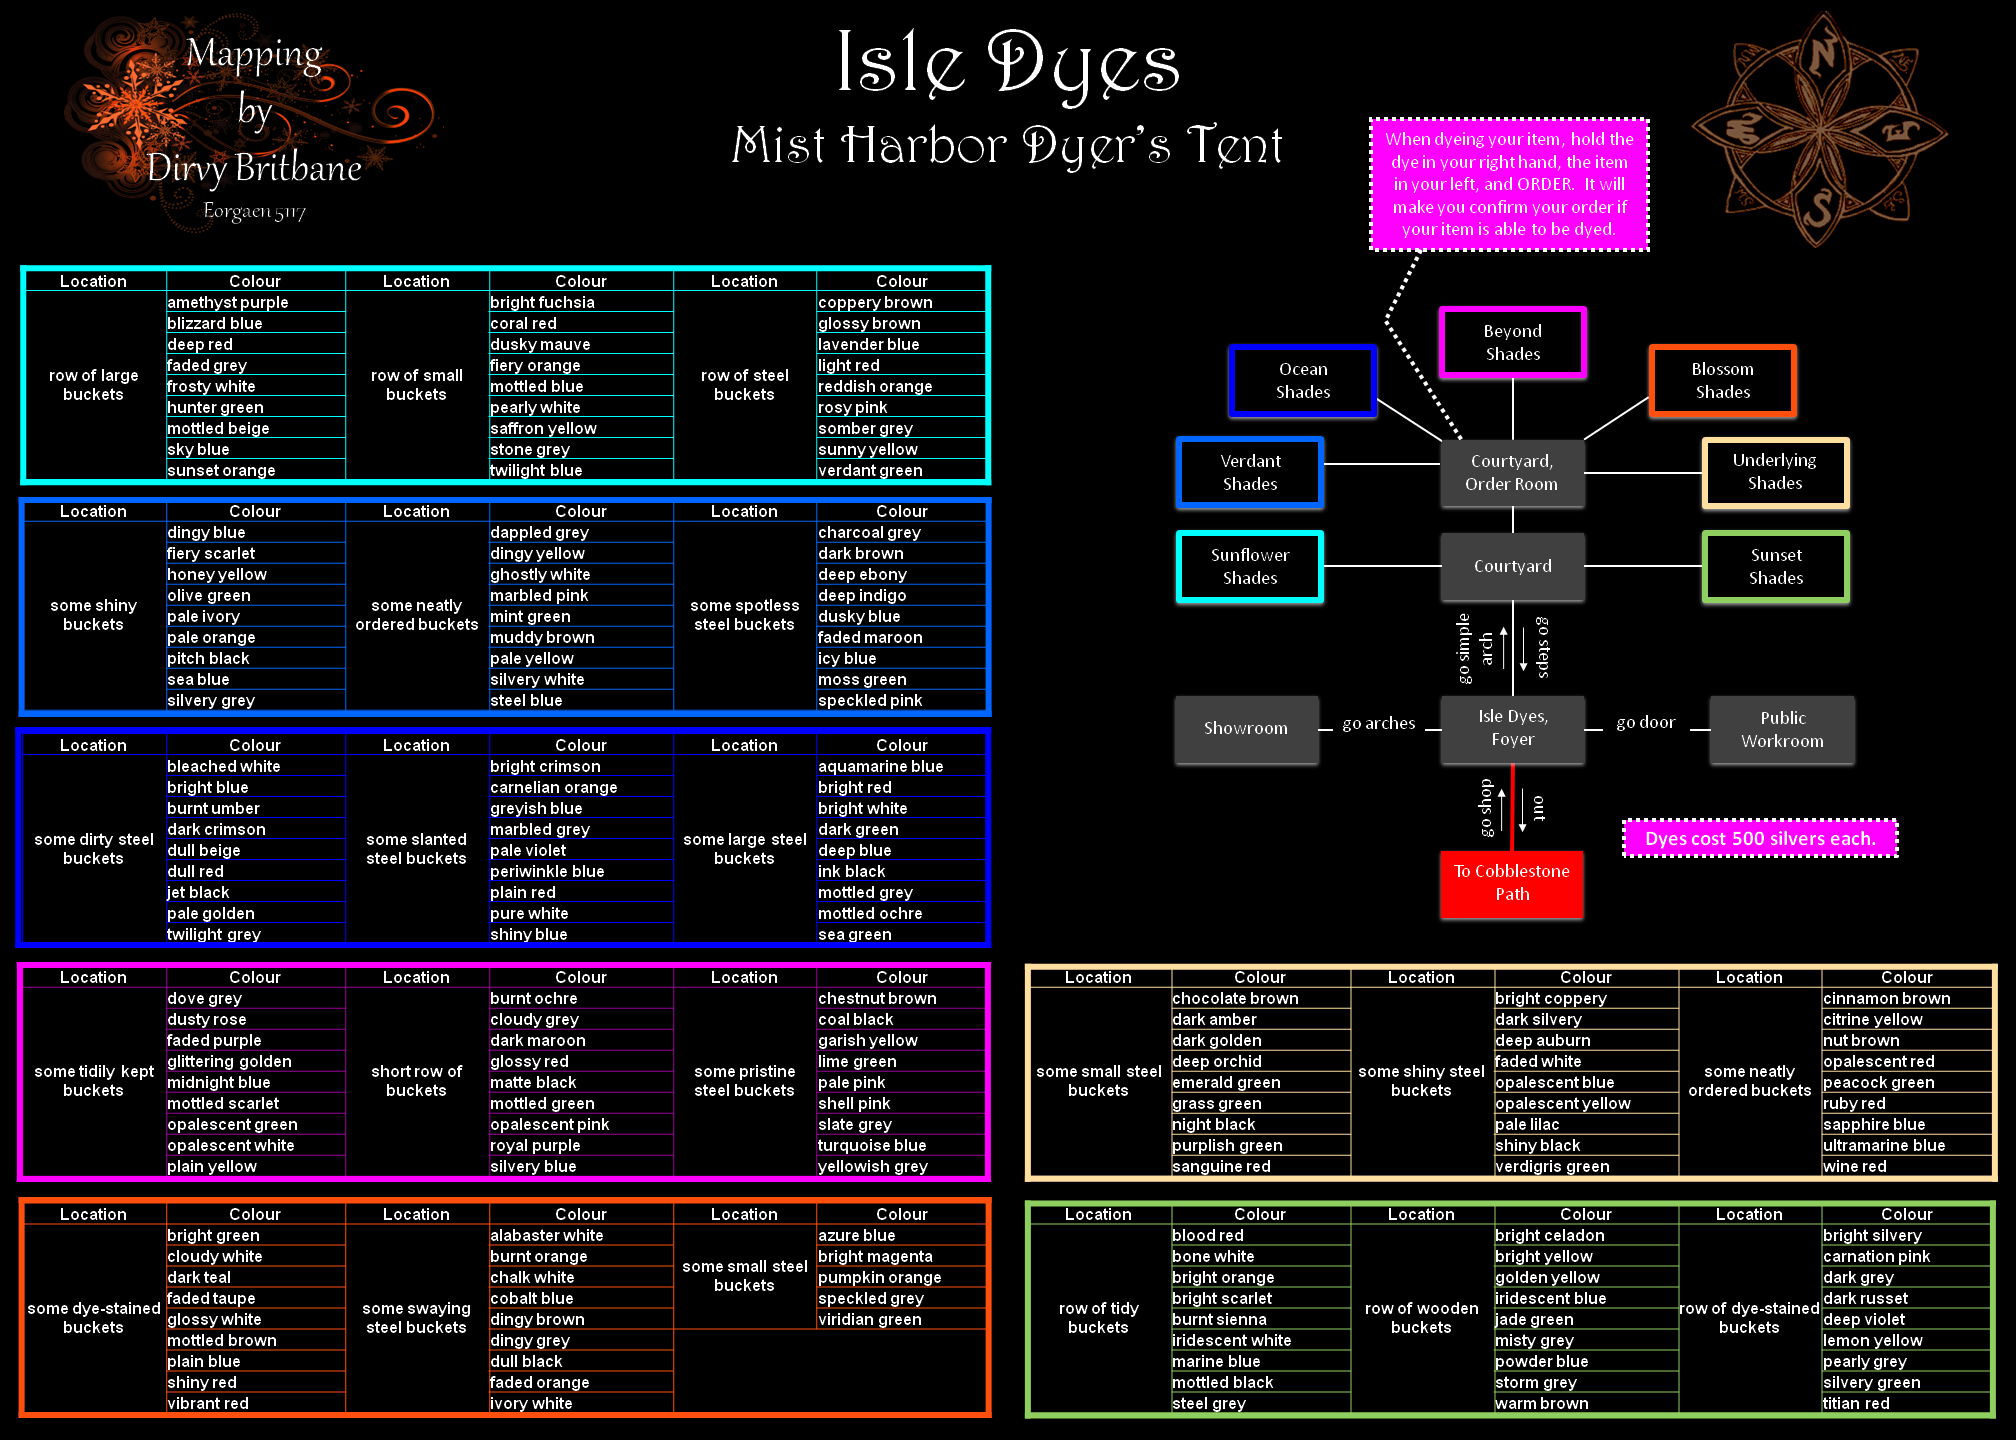 Mapping
by
Dirvy Britbane
Eorgaen 5117
Isle Dyes
Mist Harbor Dyer's Tent
When dyeing your item, hold the
dye in your right hand, the item
in your left, and ORDER. It will
make you confirm your order if
your item is able to be dyed.
N
E
S
W
Location Colour Location Colour Location Colour
row of large
buckets
amethyst purple
blizzard blue
deep red
faded grey
frosty white
hunter green
mottled beige
sky blue
sunset orange
row of small
buckets
bright fuchsia
coral red
dusky mauve
fiery orange
mottled blue
pearly white
saffron yellow
stone grey
twilight blue
row of steel
buckets
coppery brown
glossy brown
lavender blue
light red
reddish orange
rosy pink
somber grey
sunny yellow
verdant green
Location Colour Location Colour Location Colour
some shiny
buckets
dingy blue
fiery scarlet
honey yellow
olive green
pale ivory
pale orange
pitch black
sea blue
silvery grey
some neatly
ordered buckets
dappled grey
dingy yellow
ghostly white
marbled pink
mint green
muddy brown
pale yellow
silvery white
steel blue
some spotless
steel buckets
charcoal grey
dark brown
deep ebony
deep indigo
dusky blue
faded maroon
icy blue
moss green
speckled pink
Location Colour Location Colour Location Colour
some dirty steel
buckets
bleached white
bright blue
burnt umber
dark crimson
dull beige
dull red
jet black
pale golden
twilight grey
some slanted
steel buckets
bright crimson
carnelian orange
greyish blue
marbled grey
pale violet
periwinkle blue
plain red
pure white
shiny blue
some large steel
buckets
aquamarine blue
bright red
bright white
dark green
deep blue
ink black
mottled grey
mottled ochre
sea green
Location Colour Location Colour Location Colour
some tidily kept
buckets
dove grey
dusty rose
faded purple
glittering golden
midnight blue
mottled scarlet
opalescent green
opalescent white
plain yellow
short row of
buckets
burnt ochre
cloudy grey
dark maroon
glossy red
matte black
mottled green
opalescent pink
royal purple
silvery blue
some pristine
steel buckets
chestnut brown
coal black
garish yellow
lime green
pale pink
shell pink
slate grey
turquoise blue
yellowish grey
Location Colour Location Colour Location Colour
some dye-stained
buckets
bright green
cloudy white
dark teal
faded taupe
glossy white
mottled brown
plain blue
shiny red
vibrant red
some swaying
steel buckets
alabaster white
burnt orange
chalk white
cobalt blue
dingy brown
dingy grey
dull black
faded orange
ivory white
some small steel
buckets
azure blue
bright magenta
pumpkin orange
speckled grey
viridian green
Beyond
Shades
Ocean
Shades
Blossom
Shades
Verdant
Shades
Courtyard,
Order Room
Underlying
Shades
Sunflower
Shades
Courtyard
Sunset
Shades
go simple
arch
go steps
Showroom
go arches
Isle Dyes,
Foyer
go door
Public
Workroom
go shop
out
Dyes cost 500 silvers each.
To Cobblestone
Path
Location Colour Location Colour Location Colour
some small steel
buckets
chocolate brown
dark amber
dark golden
deep orchid
emerald green
grass green
night black
purplish green
sanguine red
some shiny steel
buckets
bright coppery
dark silvery
deep auburn
faded white
opalescent blue
opalescent yellow
pale lilac
shiny black
verdigris green
some neatly
ordered buckets
cinnamon brown
citrine yellow
nut brown
opalescent red
peacock green
ruby red
sapphire blue
ultramarine blue
wine red
Location Colour Location Colour Location Colour
row of tidy
buckets
blood red
bone white
bright orange
bright scarlet
burnt sienna
iridescent white
marine blue
mottled black
steel grey
row of wooden
buckets
bright celadon
bright yellow
golden yellow
iridescent blue
jade green
misty grey
powder blue
storm grey
warm brown
row of dye-stained
buckets
bright silvery
carnation pink
dark grey
dark russet
deep violet
lemon yellow
pearly grey
silvery green
titian red